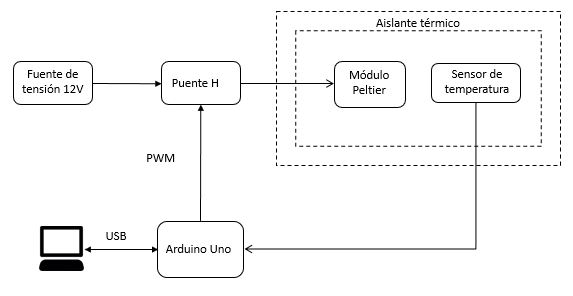 Aislante térmico
Fuente de
tensión 12V
Puente H
Módulo
Peltier
Sensor de
temperatura
PWM
USB
Arduino Uno